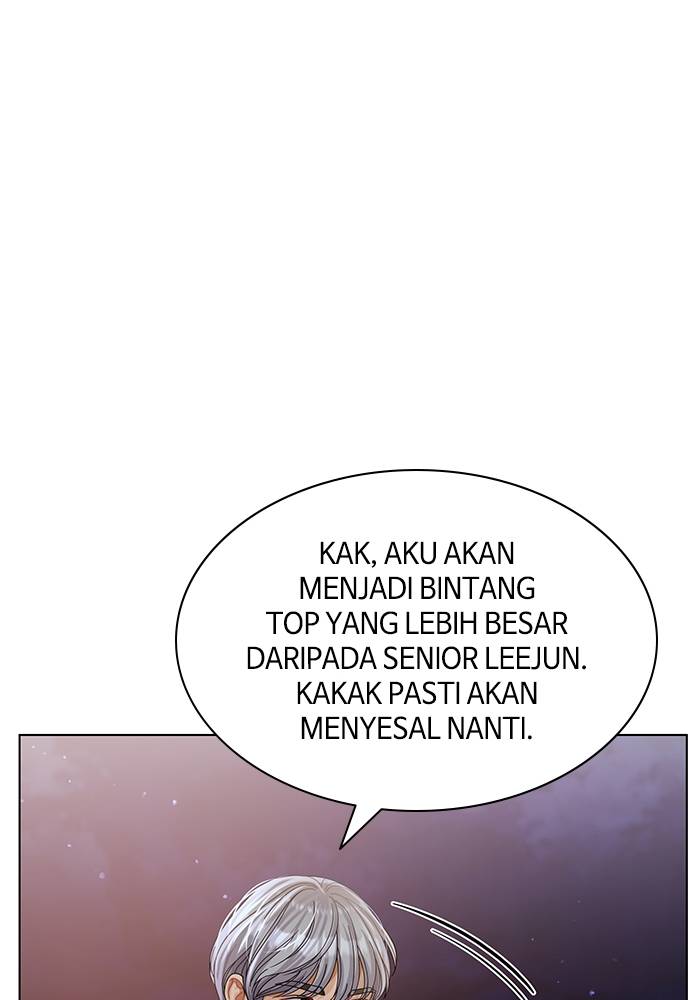 KAK, AKU AKAN
MENJADI BINTANG
TOP YANG LEBIH BESAR
DARIPADA SENIOR LEEJUN.
KAKAK PASTI AKAN
MENYESAL NANTI.